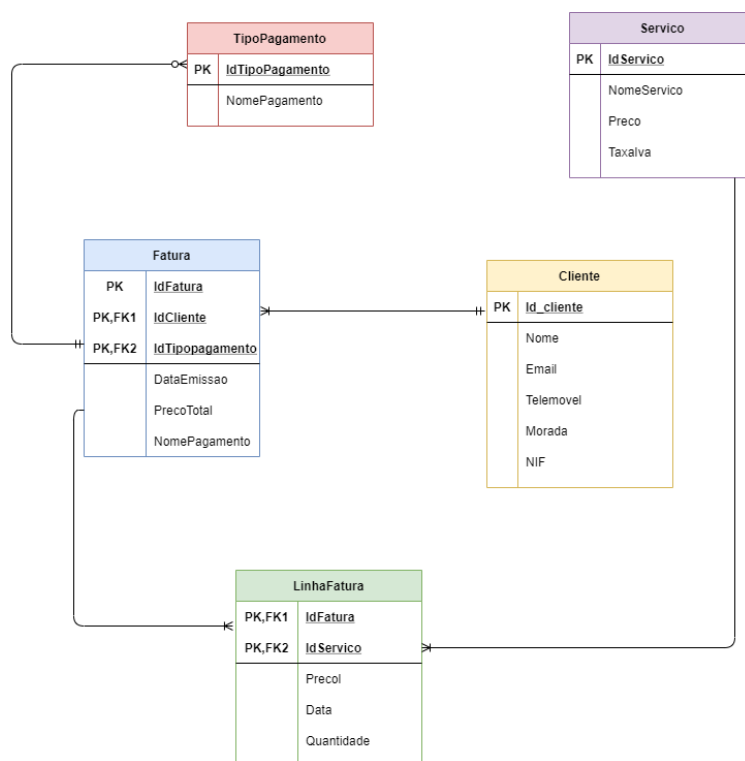 TipoPagamento
PK IdTipoPagamento
NomePagamento
Servico
PK IdServico
NomeServico
Preco
TaxaIva
Fatura
PK IdFatura
PK,FK1 IdCliente
PK,FK2 IdTipopagamento
DataEmissao
PrecoTotal
NomePagamento
Cliente
PK Id_cliente
Nome
Email
Telemovel
Morada
NIF
LinhaFatura
PK,FK1 IdFatura
PK,FK2 IdServico
Precol
Data
Quantidade